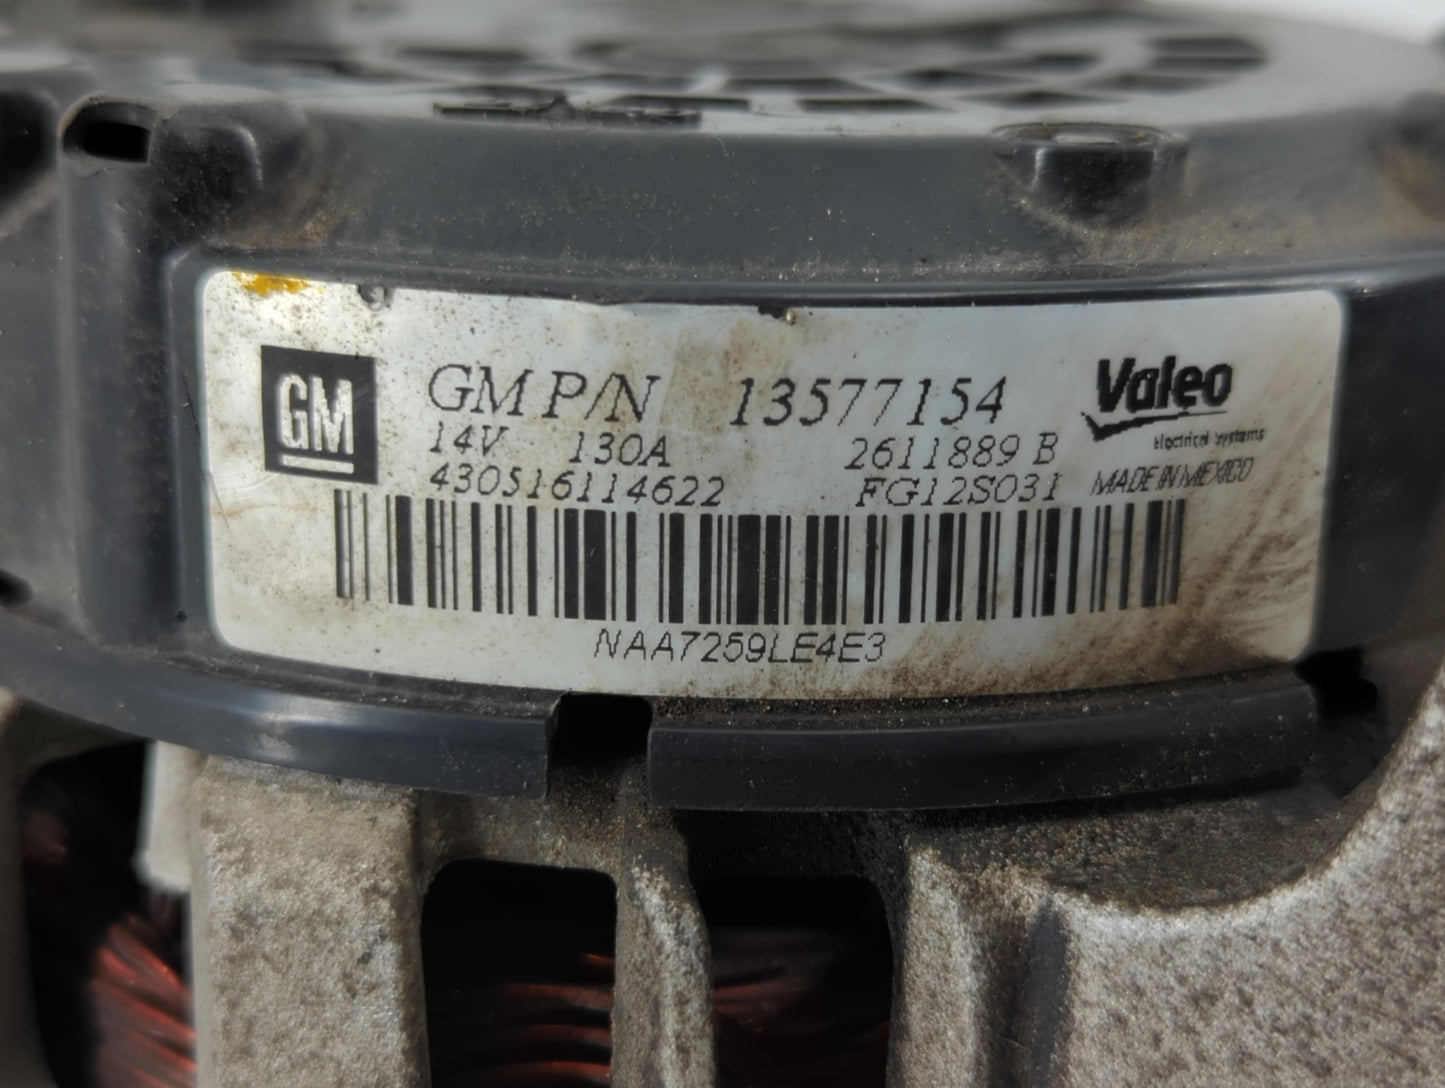 GM
GM P/N 13577154
Valeo
Electrical Systems
14V 130A 2611889 B
430516114622 FG12S031 MADE IN MEXICO
NAA7259LE4E3